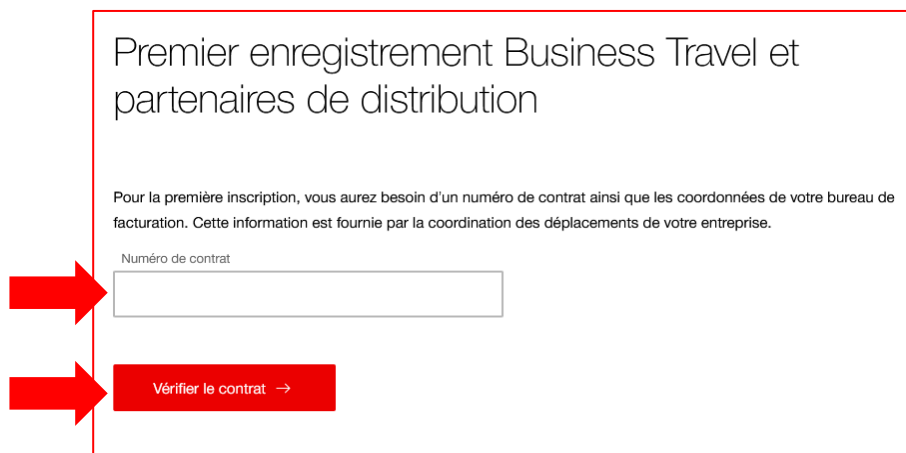 Premier enregistrement Business Travel et
partenaires de distribution
Pour la première inscription, vous aurez besoin d'un numéro de contrat ainsi que les coordonnées de votre bureau de
facturation. Cette information est fournie par la coordination des déplacements de votre entreprise.
Numéro de contrat
Vérifier le contrat →